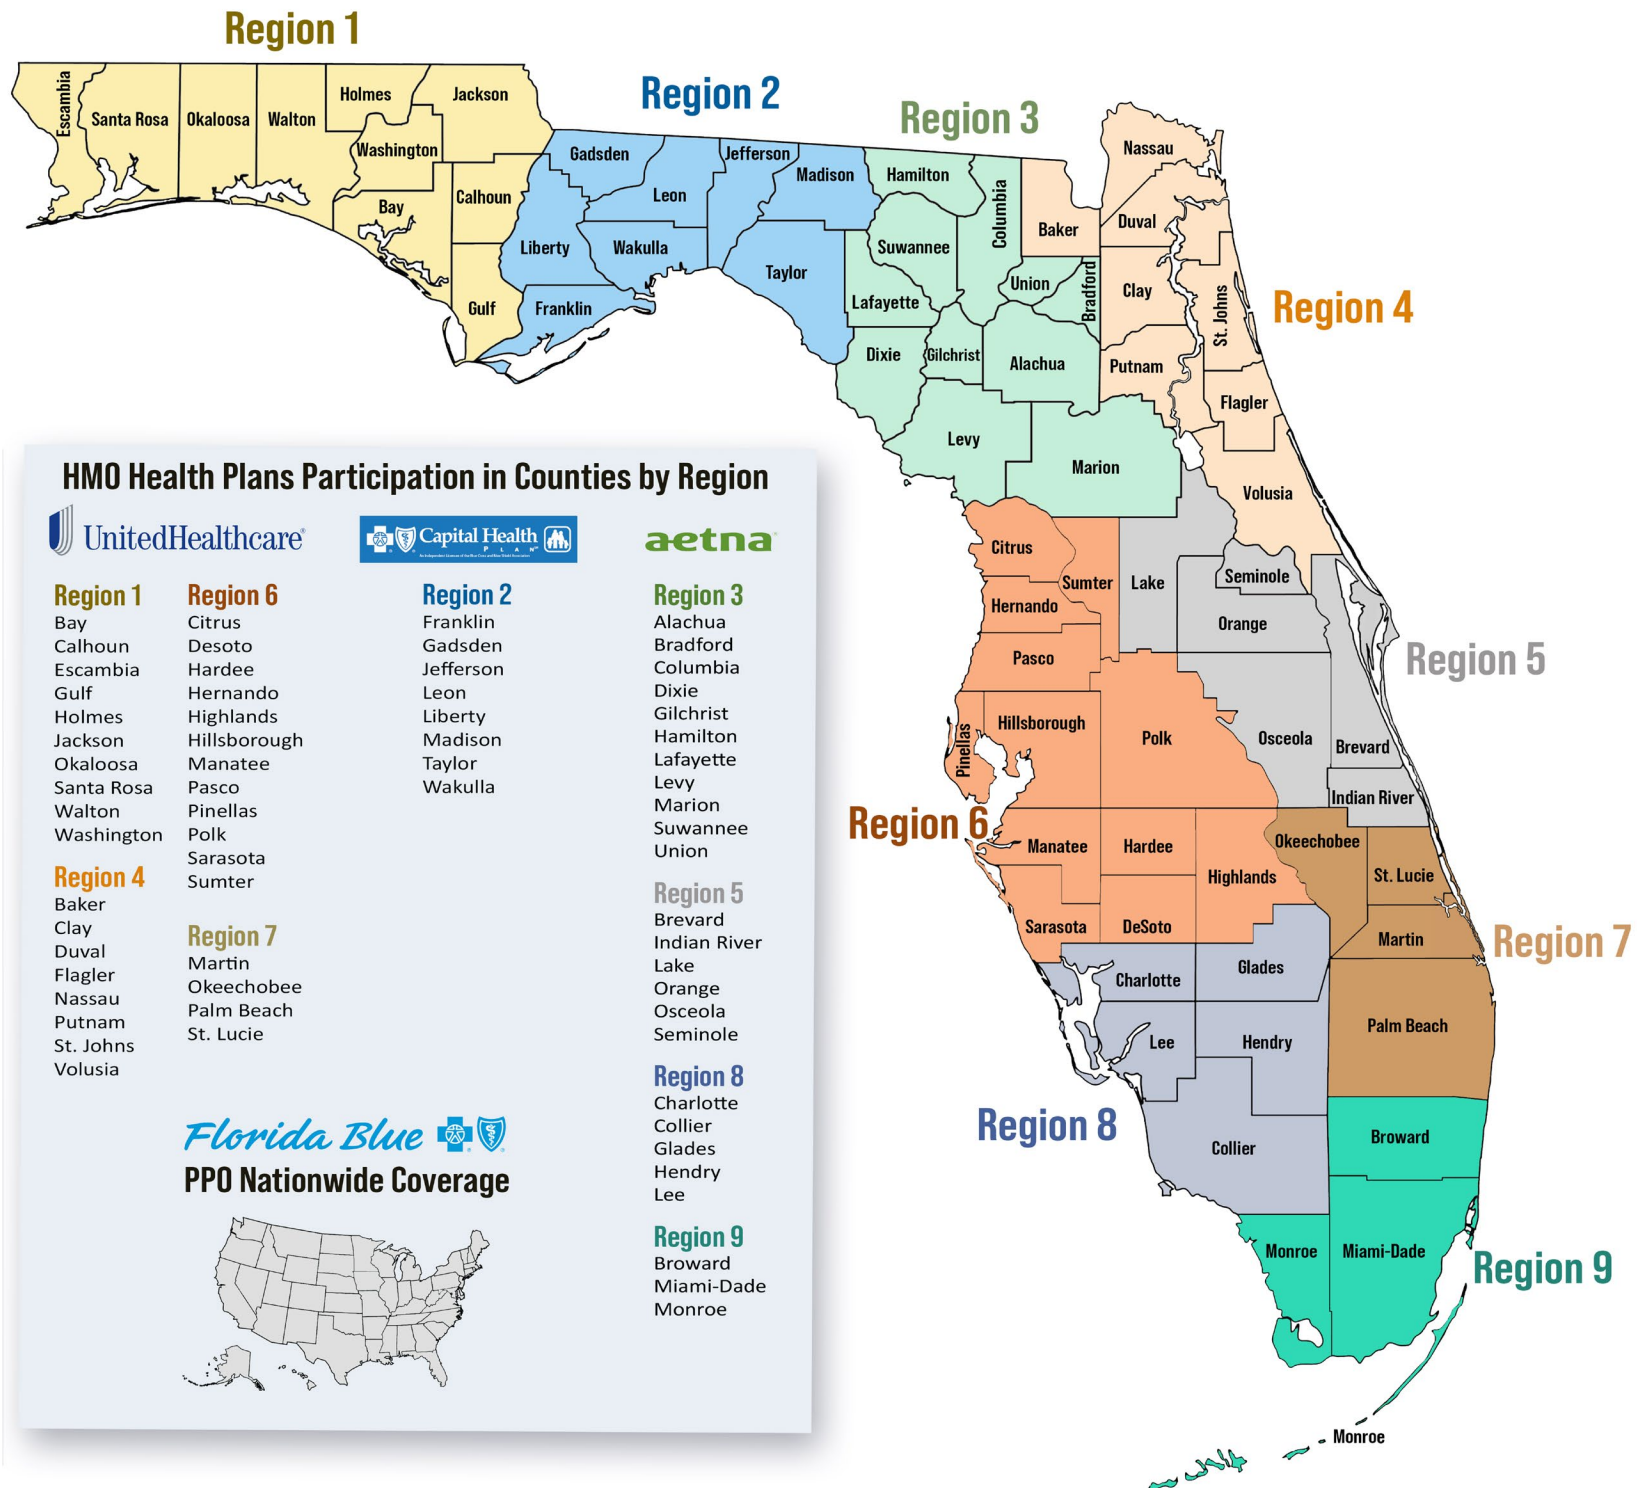 Region 1
Region 2
Region 3
Escambia
Santa Rosa
Okaloosa
Walton
Holmes
Jackson
Washington
Bay
Calhoun
Gulf
Gadsden
Leon
Jefferson
Madison
Liberty
Wakulla
Taylor
Franklin
Hamilton
Columbia
Suwannee
Lafayette
Union
Bradford
Dixie
Gilchrist
Alachua
Levy
Marion
Nassau
Baker
Duval
Clay
St. Johns
Putnam
Flagler
Volusia
Region 4
Citrus
Sumter
Lake
Seminole
Hernando
Orange
Pasco
Region 5
Hillsborough
Pinellas
Polk
Osceola
Brevard
Indian River
Region 6
Manatee
Hardee
Okeechobee
Highlands
St. Lucie
Sarasota
DeSoto
Martin
Region 7
Charlotte
Glades
Palm Beach
Lee
Hendry
Region 8
Collier
Broward
Monroe
Miami-Dade
Region 9
Monroe
HMO Health Plans Participation in Counties by Region
UnitedHealthcare®
Region 1
Bay
Calhoun
Escambia
Gulf
Holmes
Jackson
Okaloosa
Santa Rosa
Walton
Washington
Region 4
Baker
Clay
Duval
Flagler
Nassau
Putnam
St. Johns
Volusia
Region 6
Citrus
Desoto
Hardee
Hernando
Highlands
Hillsborough
Manatee
Pasco
Pinellas
Polk
Sarasota
Sumter
Region 7
Martin
Okeechobee
Palm Beach
St. Lucie
Capital Health
PLAN
Region 2
Franklin
Gadsden
Jefferson
Leon
Liberty
Madison
Taylor
Wakulla
aetna
Region 3
Alachua
Bradford
Columbia
Dixie
Gilchrist
Hamilton
Lafayette
Levy
Marion
Suwannee
Union
Region 5
Brevard
Indian River
Lake
Orange
Osceola
Seminole
Region 8
Charlotte
Collier
Glades
Hendry
Lee
Region 9
Broward
Miami-Dade
Monroe
Florida Blue
PPO Nationwide Coverage